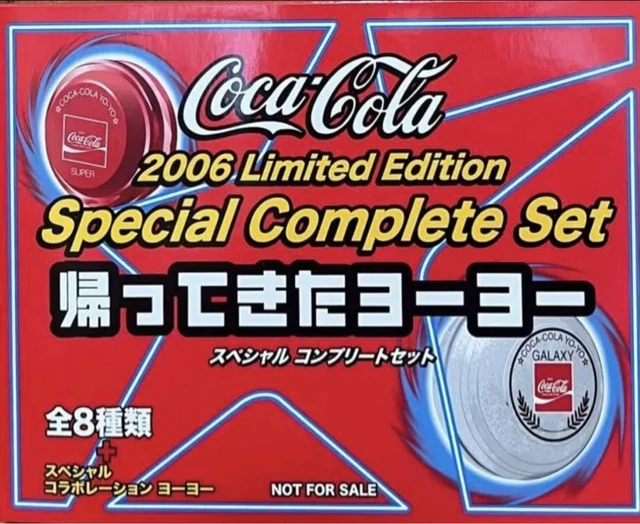 ☆COCA-COLA YO-YO☆
Coca-Cola
SUPER
Coca-Cola
2006 Limited Edition
Special Complete Set
帰ってきたヨーヨー
スペシャル コンプリートセット
☆COCA-COLA YO-YO☆
GALAXY
Coca-Cola
全8種類
+
スペシャル
コラボレーション ヨーヨー
NOT FOR SALE